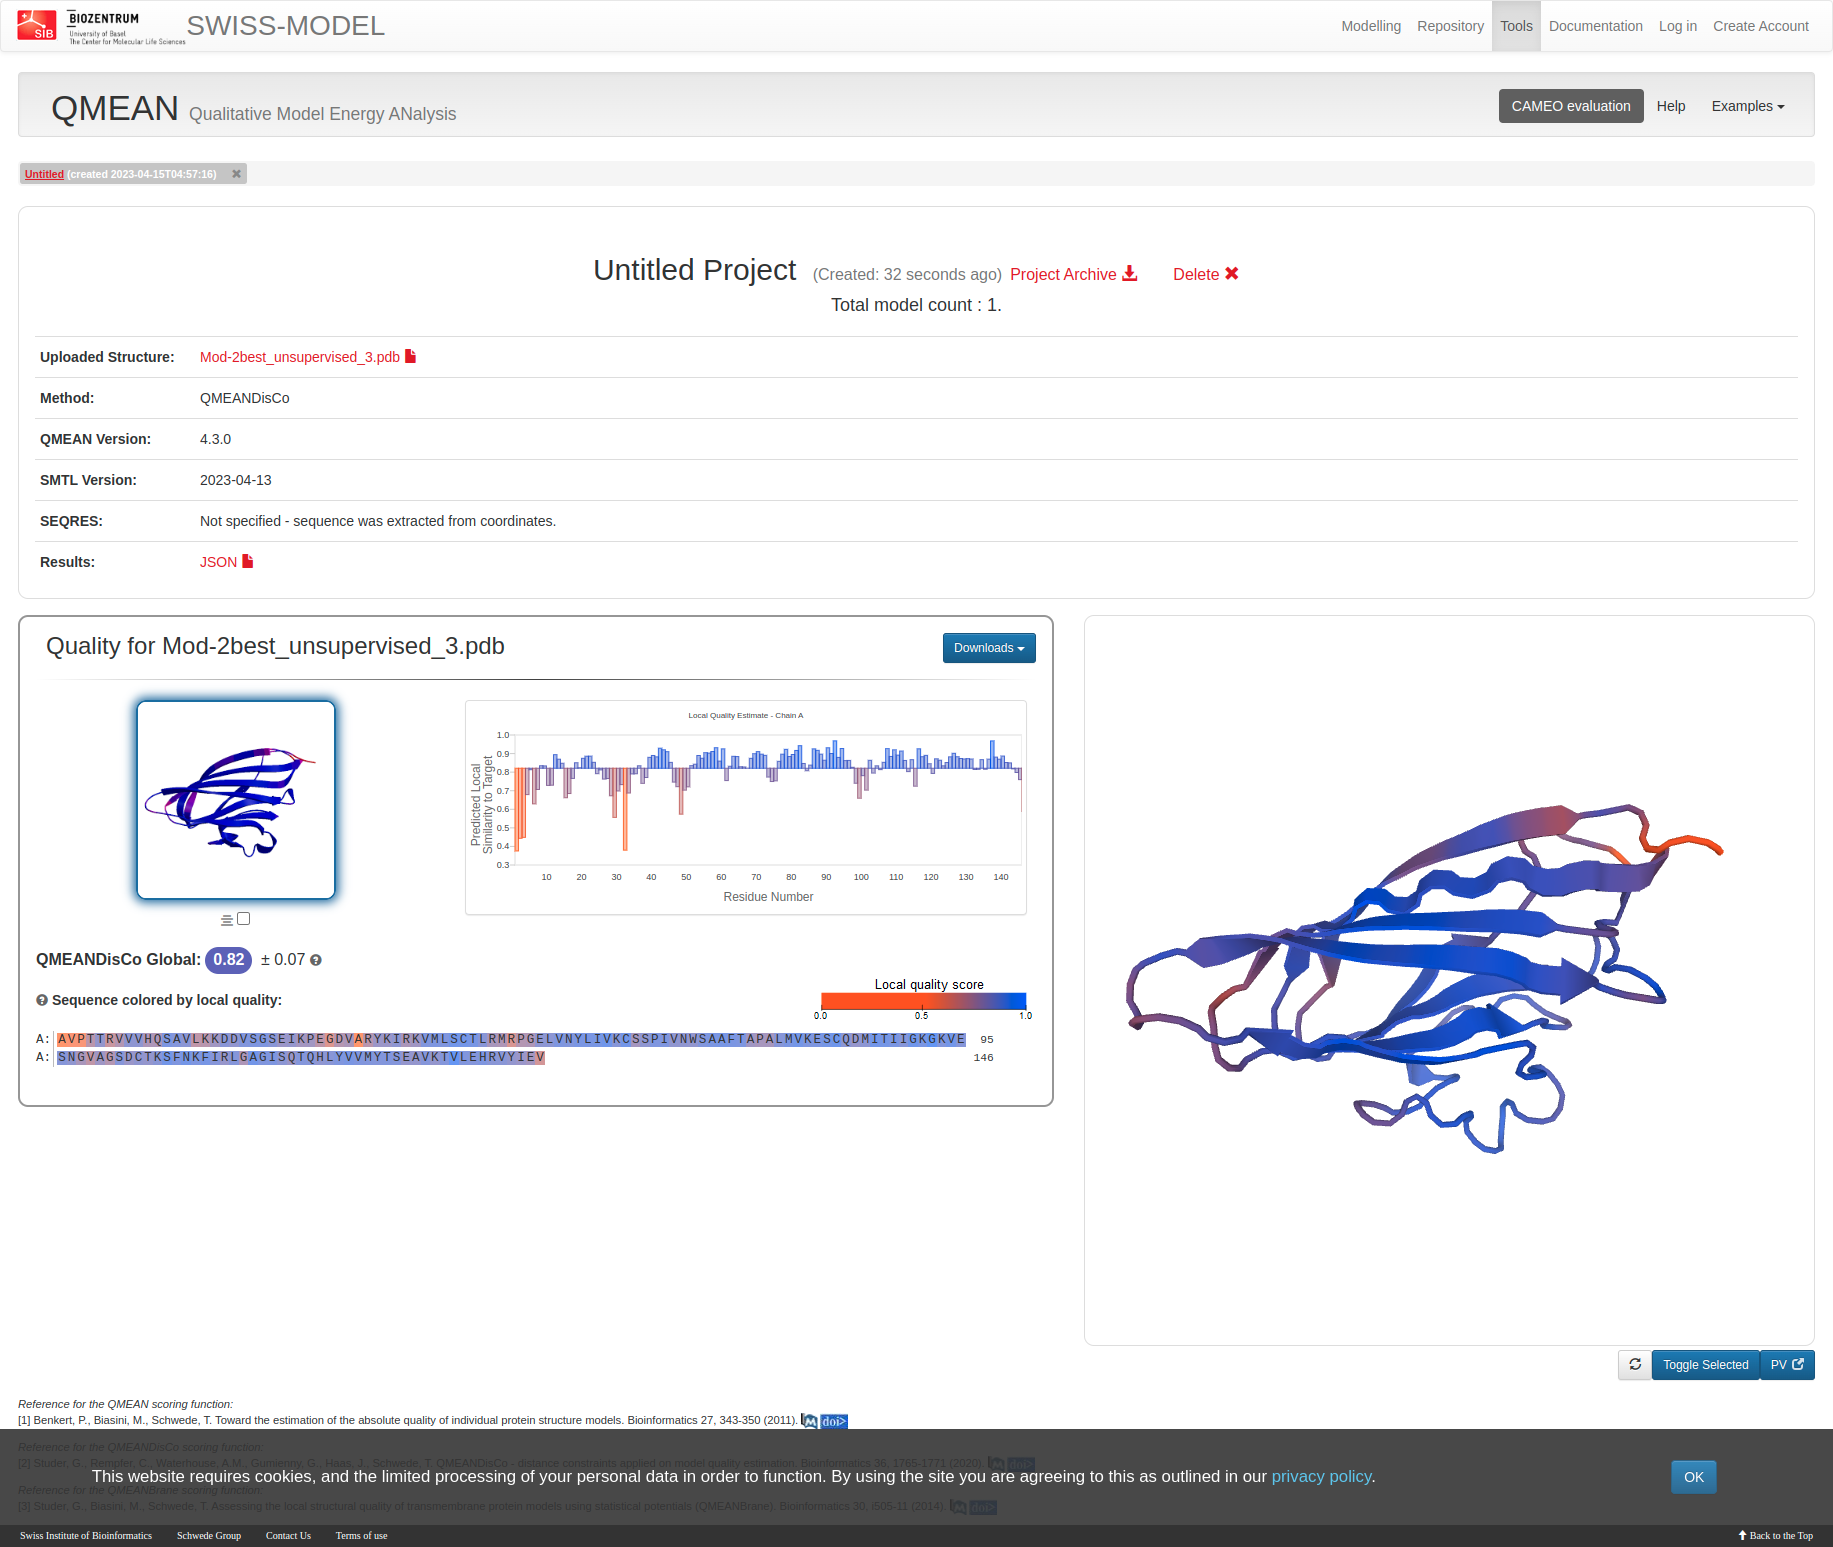 SIB
BIOZENTRUM
University of Basel
The Center for Molecular Life Sciences
SWISS-MODEL
Modelling
Repository
Tools
Documentation
Log in
Create Account
QMEAN Qualitative Model Energy ANalysis
CAMEO evaluation
Help
Examples
Untitled (created 2023-04-15T04:57:16)
Untitled Project (Created: 32 seconds ago) Project Archive Delete
Total model count : 1.
Uploaded Structure: Mod-2best_unsupervised_3.pdb
Method: QMEANDisCo
QMEAN Version: 4.3.0
SMTL Version: 2023-04-13
SEQRES: Not specified - sequence was extracted from coordinates.
Results: JSON
Quality for Mod-2best_unsupervised_3.pdb
Downloads
Local Quality Estimate - Chain A
Predicted Local
Similarity to Target
1.0
0.9
0.8
0.7
0.6
0.5
0.4
0.3
10 20 30 40 50 60 70 80 90 100 110 120 130 140
Residue Number
QMEANDisCo Global: 0.82 ± 0.07
Sequence colored by local quality:
Local quality score
0.0 0.5 1.0
A: AVPTTRVVVHQSAVLKKDDVSGSEIKPEGDVARYKIRKVMLSCTLRMRPGELVNYLIVKCSSPIVNWSAAFTAPALMVKESCQDMITIIGKGKVE 95
A: SNGVAGSDCTKSFNKFIRLGAGISQTQHLYVVMYTSEAVKTVLEHRVYIEV 146
Toggle Selected
PV
Reference for the QMEAN scoring function:
[1] Benkert, P., Biasini, M., Schwede, T. Toward the estimation of the absolute quality of individual protein structure models. Bioinformatics 27, 343-350 (2011). M doi>
Reference for the QMEANDisCo scoring function:
[2] Studer, G., Rempfer, C., Waterhouse, A.M., Gumienny, G., Haas, J., Schwede, T. QMEANDisCo - distance constraints applied on model quality estimation. Bioinformatics 36, 1765-1771 (2020). M doi>
This website requires cookies, and the limited processing of your personal data in order to function. By using the site you are agreeing to this as outlined in our privacy policy.
OK
Reference for the QMEANBrane scoring function:
[3] Studer, G., Biasini, M., Schwede, T. Assessing the local structural quality of transmembrane protein models using statistical potentials (QMEANBrane). Bioinformatics 30, i505-11 (2014). M doi>
Swiss Institute of Bioinformatics
Schwede Group
Contact Us
Terms of use
Back to the Top